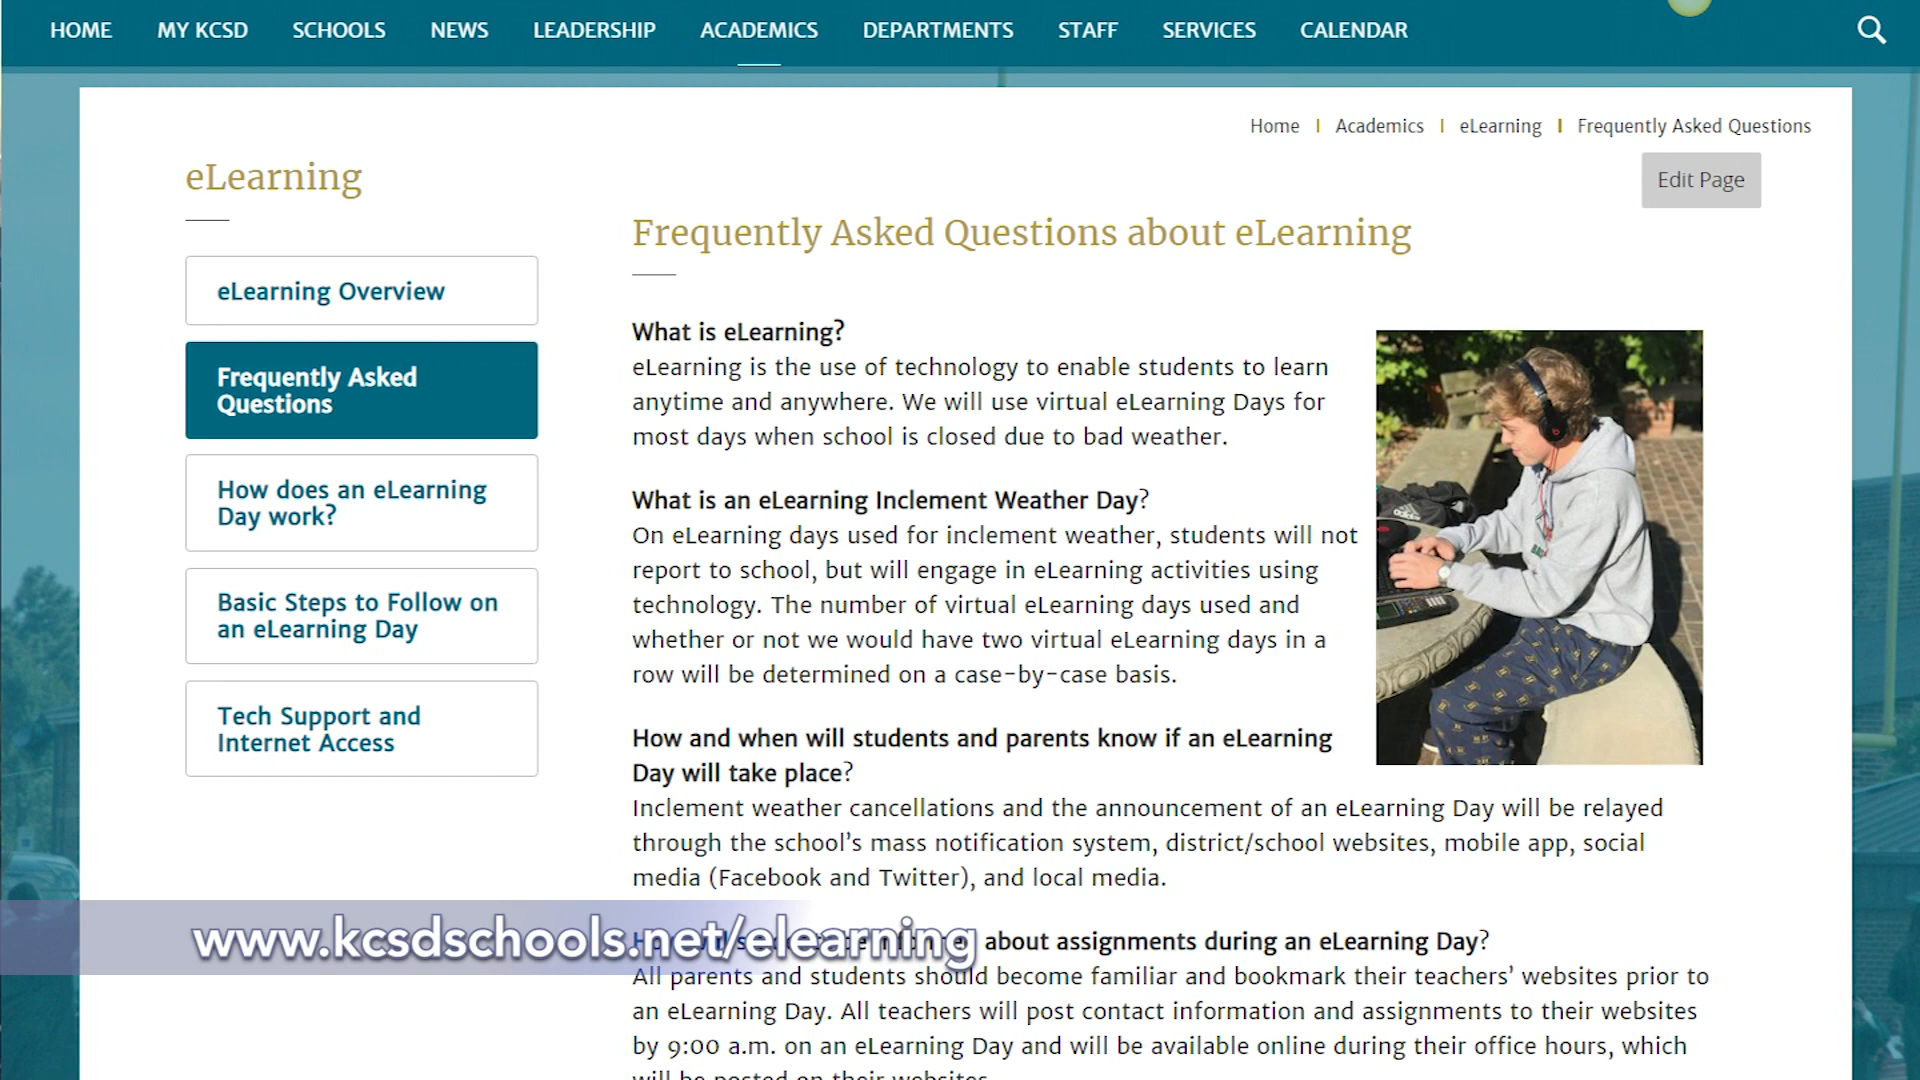 HOME MY KCSD SCHOOLS NEWS LEADERSHIP ACADEMICS DEPARTMENTS STAFF SERVICES CALENDAR
Home | Academics | eLearning | Frequently Asked Questions
Edit Page
eLearning
eLearning Overview
Frequently Asked
Questions
How does an eLearning
Day work?
Basic Steps to Follow on
an eLearning Day
Tech Support and
Internet Access
Frequently Asked Questions about eLearning
What is eLearning?
eLearning is the use of technology to enable students to learn
anytime and anywhere. We will use virtual eLearning Days for
most days when school is closed due to bad weather.
What is an eLearning Inclement Weather Day?
On eLearning days used for inclement weather, students will not
report to school, but will engage in eLearning activities using
technology. The number of virtual eLearning days used and
whether or not we would have two virtual eLearning days in a
row will be determined on a case-by-case basis.
How and when will students and parents know if an eLearning
Day will take place?
Inclement weather cancellations and the announcement of an eLearning Day will be relayed
through the school's mass notification system, district/school websites, mobile app, social
media (Facebook and Twitter), and local media.
www.kcsdschools.net/elearning
about assignments during an eLearning Day?
All parents and students should become familiar and bookmark their teachers' websites prior to
an eLearning Day. All teachers will post contact information and assignments to their websites
by 9:00 a.m. on an eLearning Day and will be available online during their office hours, which
will be posted on their websites.
adidas